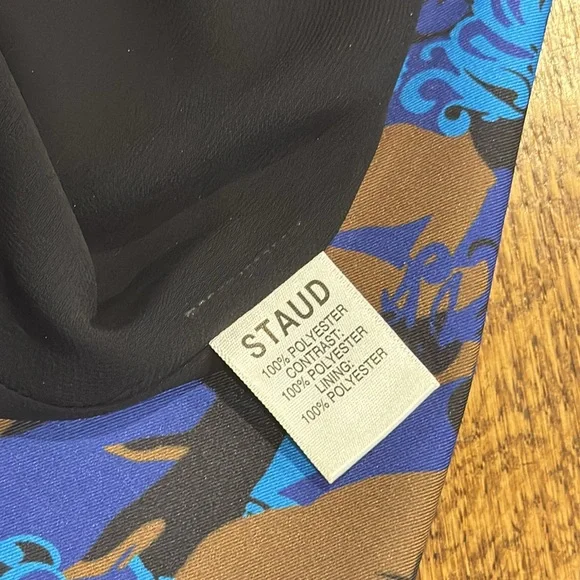 STAUD
100% POLYESTER
CONTRAST:
100% POLYESTER
LINING:
100% POLYESTER